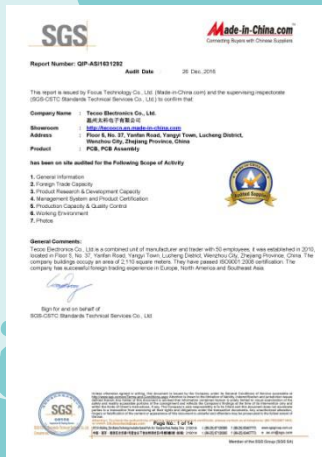 SGS
Made-in-China.com
Connecting Buyers with Chinese Suppliers
Report Number: QIP-ASI1631292
Audit Date : 26 Dec, 2016
This report is issued by Focus Technology Co., Ltd. (Made-in-China.com) and the supervising inspectorate
(SGS-CSTC Standards Technical Services Co., Ltd.) to confirm that
Company Name : Tecoo Electronics Co., Ltd.
Showroom : http://tecoocn.en.made-in-china.com
Address : Floor 5, No. 37, Yanfan Road, Yangyi Town, Lucheng District,
Wenzhou City, Zhejiang Province, China
Main Product : PCB, PCB Assembly
has been on site audited for the Following Scope of Activity
1. General Information
2. Foreign Trade Capacity
3. Product Research & Development Capacity
4. Management System and Product Certification
5. Production Capacity & Quality Control
6. Working Environment
7. Photos
Audited Supplier
General Comments:
Tecoo Electronics Co., Ltd is a combined unit of manufacturer and trader with 50 employees, it was established in 2010,
located in Floor 5, No. 37, Yanfan Road, Yangyi Town, Lucheng District, Wenzhou City, Zhejiang Province, China. The
company buildings occupy an area of 2,110 square meters. They have passed ISO9001:2008 certification. The
company has successful foreign trading experience in Europe, North America and Southeast Asia.
Sign for and on behalf of
SGS-CSTC Standards Technical Services Co., Ltd.
SGS
Page No.: 1 of 14
Member of the SGS Group (SGS SA)